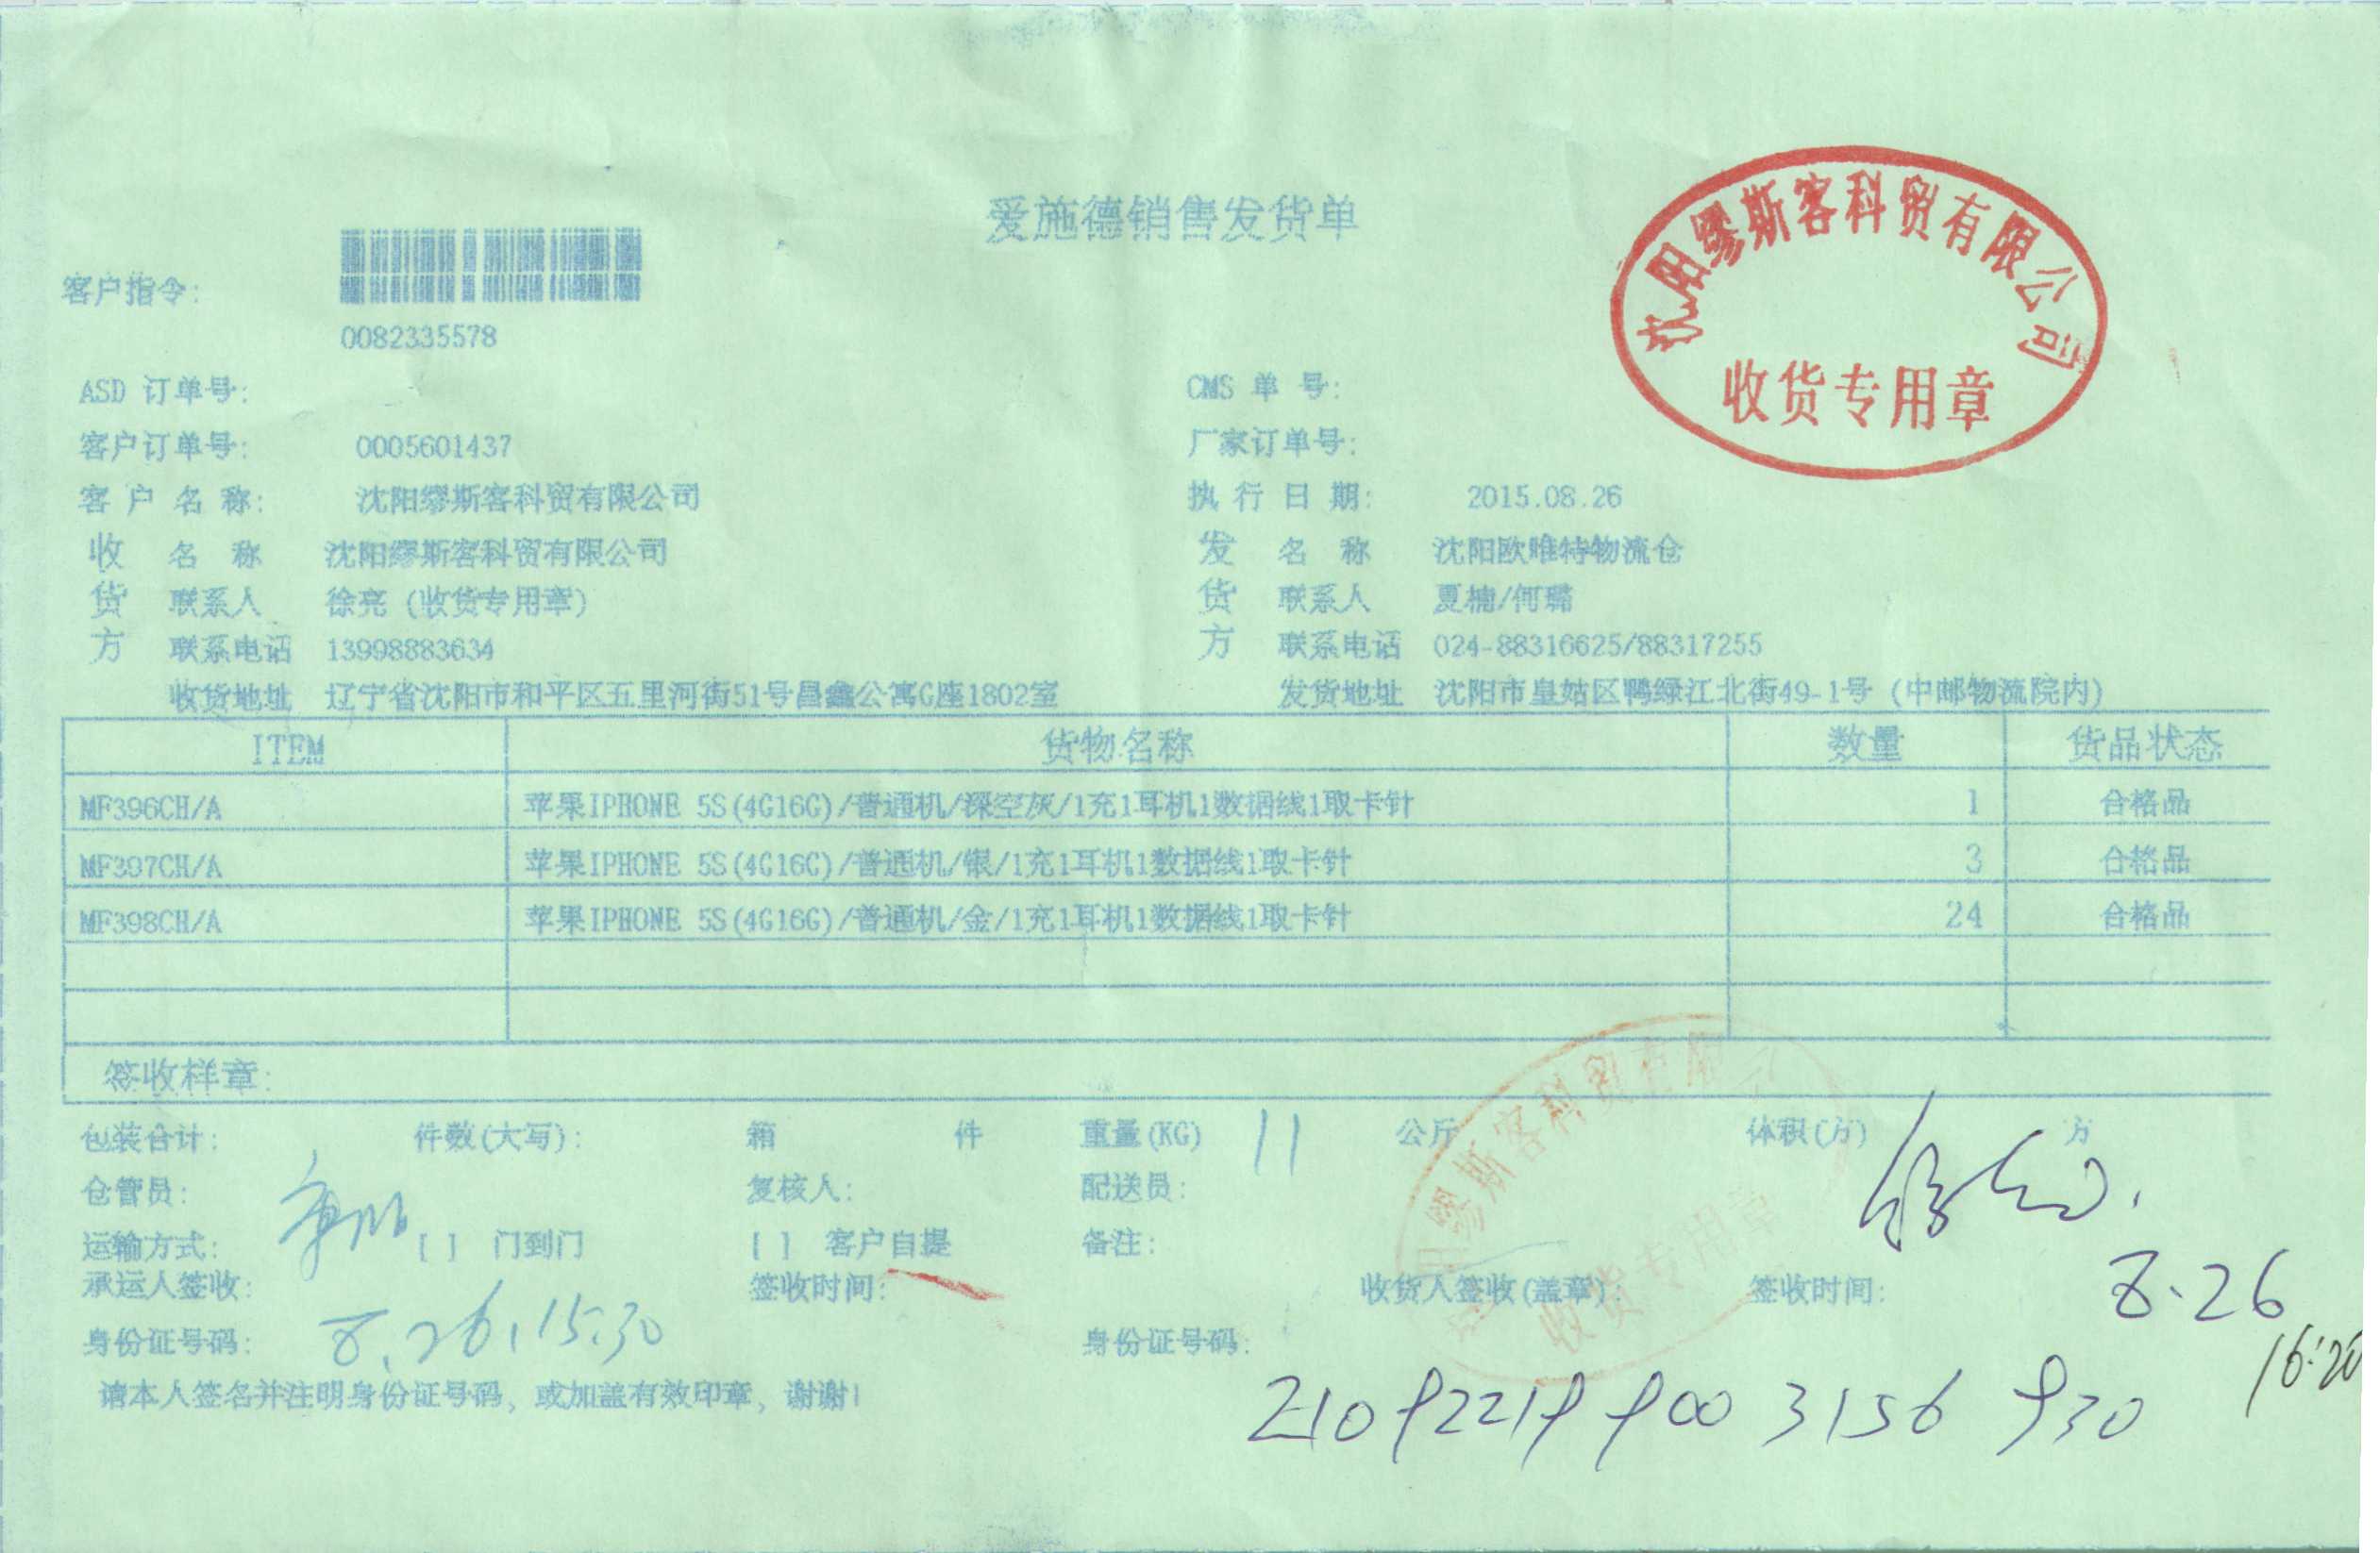 爱施德销售发货单
沈阳缪斯客科贸有限公司
收货专用章
客户指令:
0082335578
ASD 订单号: CMS 单 号:
客户订单号: 0005601437 厂家订单号:
客 户 名 称: 沈阳缪斯客科贸有限公司 执 行 日 期: 2015.08.26
收 名 称 沈阳缪斯客科贸有限公司 发 名 称 沈阳欧唯特物流仓
货 联系人 徐亮 (收货专用章) 货 联系人 夏楠/何璐
方 联系电话 13998883634 方 联系电话 024-88316625/88317255
收货地址 辽宁省沈阳市和平区五里河街51号昌鑫公寓G座1802室 发货地址 沈阳市皇姑区鸭绿江北街49-1号 (中邮物流院内)
ITEM 货物名称 数量 货品状态
MF396CH/A 苹果IPHONE 5S(4G16G)/普通机/深空灰/1充1耳机1数据线1取卡针 1 合格品
MF397CH/A 苹果IPHONE 5S(4G16G)/普通机/银/1充1耳机1数据线1取卡针 3 合格品
MF398CH/A 苹果IPHONE 5S(4G16G)/普通机/金/1充1耳机1数据线1取卡针 24 合格品
签收样章:
包装合计: 件数(大写): 箱 件 重量(KG) 11 公斤 体积(方) 方
仓管员: 复核人: 配送员:
运输方式: [ ] 门到门 [ ] 客户自提 备注:
承运人签收: 签收时间: 收货人签收(盖章): 签收时间: 8.26
16:20
身份证号码: 8.26.15:30 身份证号码:
缪斯客科贸有限公
收货专用章
请本人签名并注明身份证号码, 或加盖有效印章, 谢谢! 210922199003156930